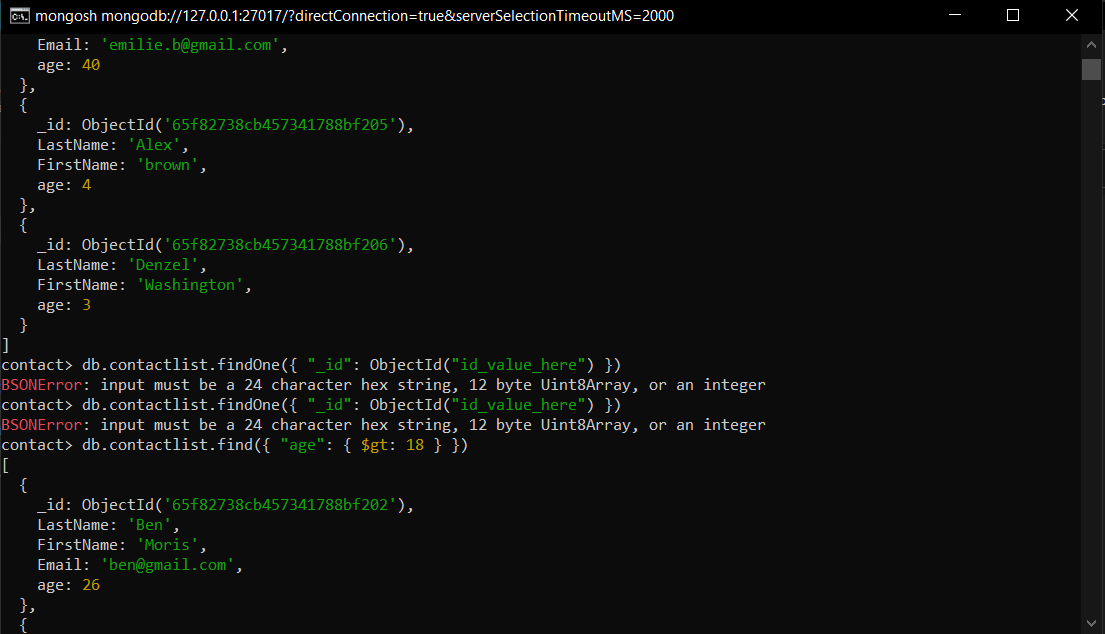 mongosh mongodb://127.0.0.1:27017/?directConnection=true&serverSelectionTimeoutMS=2000
    Email: 'emilie.b@gmail.com',
    age: 40
  },
  {
    _id: ObjectId('65f82738cb457341788bf205'),
    LastName: 'Alex',
    FirstName: 'brown',
    age: 4
  },
  {
    _id: ObjectId('65f82738cb457341788bf206'),
    LastName: 'Denzel',
    FirstName: 'Washington',
    age: 3
  }
]
contact> db.contactlist.findOne({ "_id": ObjectId("id_value_here") })
BSONError: input must be a 24 character hex string, 12 byte Uint8Array, or an integer
contact> db.contactlist.findOne({ "_id": ObjectId("id_value_here") })
BSONError: input must be a 24 character hex string, 12 byte Uint8Array, or an integer
contact> db.contactlist.find({ "age": { $gt: 18 } })
[
  {
    _id: ObjectId('65f82738cb457341788bf202'),
    LastName: 'Ben',
    FirstName: 'Moris',
    Email: 'ben@gmail.com',
    age: 26
  },
  {